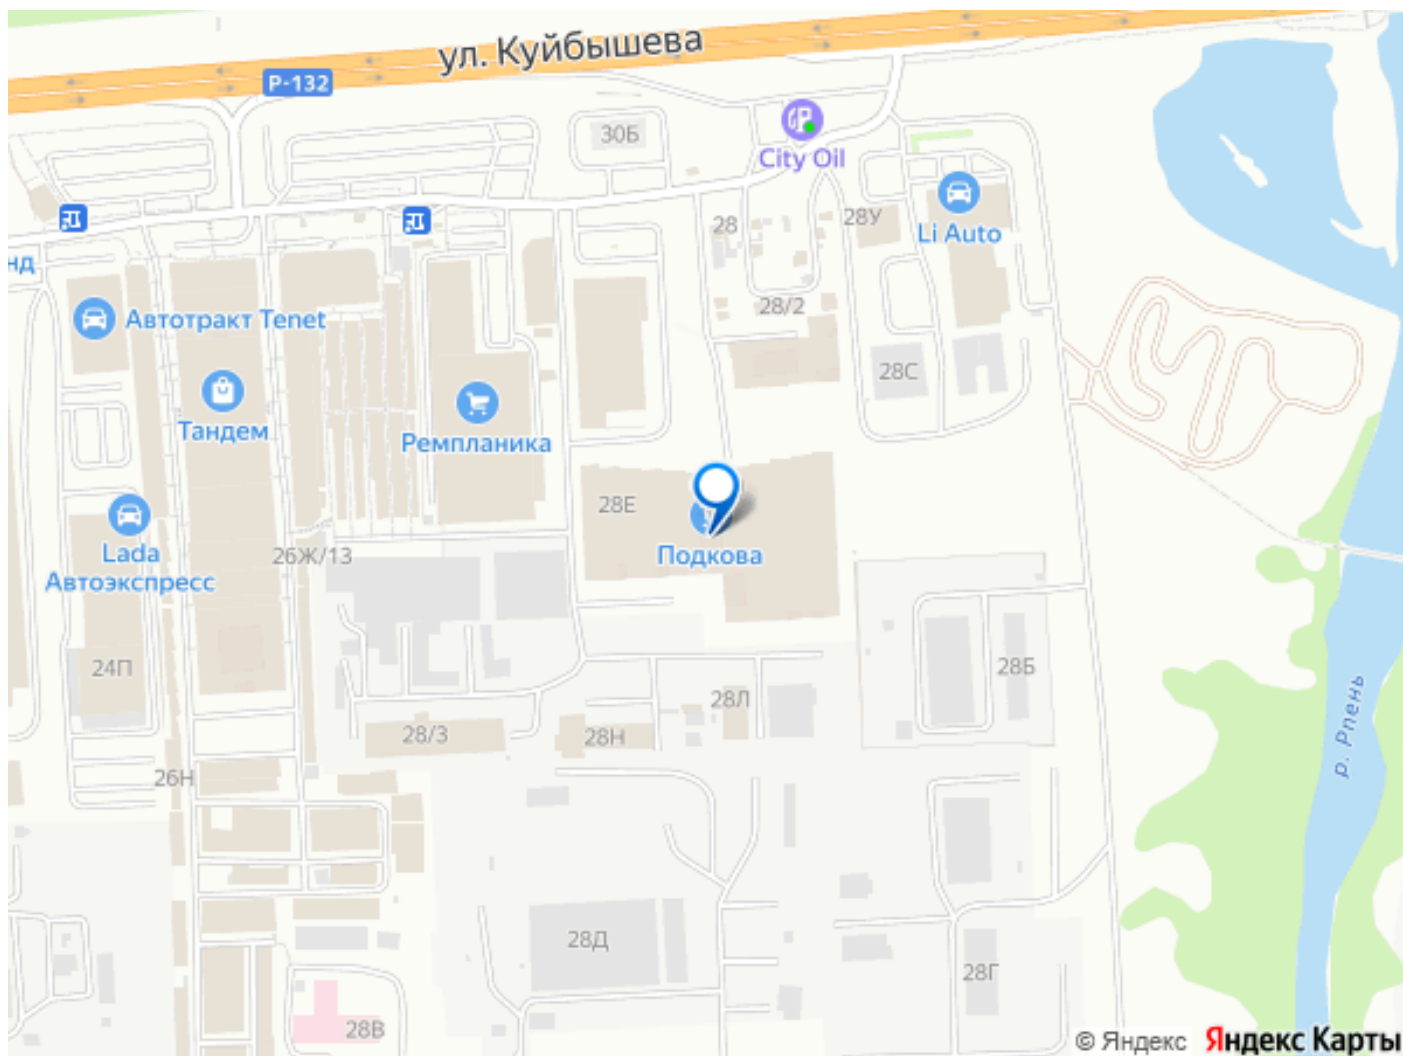 ул. Куйбышева
Р-132
30Б
City Oil
28
28У
Li Auto
нд
28/2
Автотракт Tenet
28С
Тандем
Ремпланика
28Е
Lada
Автоэкспресс
26Ж/13
Подкова
24П
28Б
28Л
28/3
28Н
р. Рпень
26Н
28Д
28Г
28В
© Яндекс Яндекс Карты